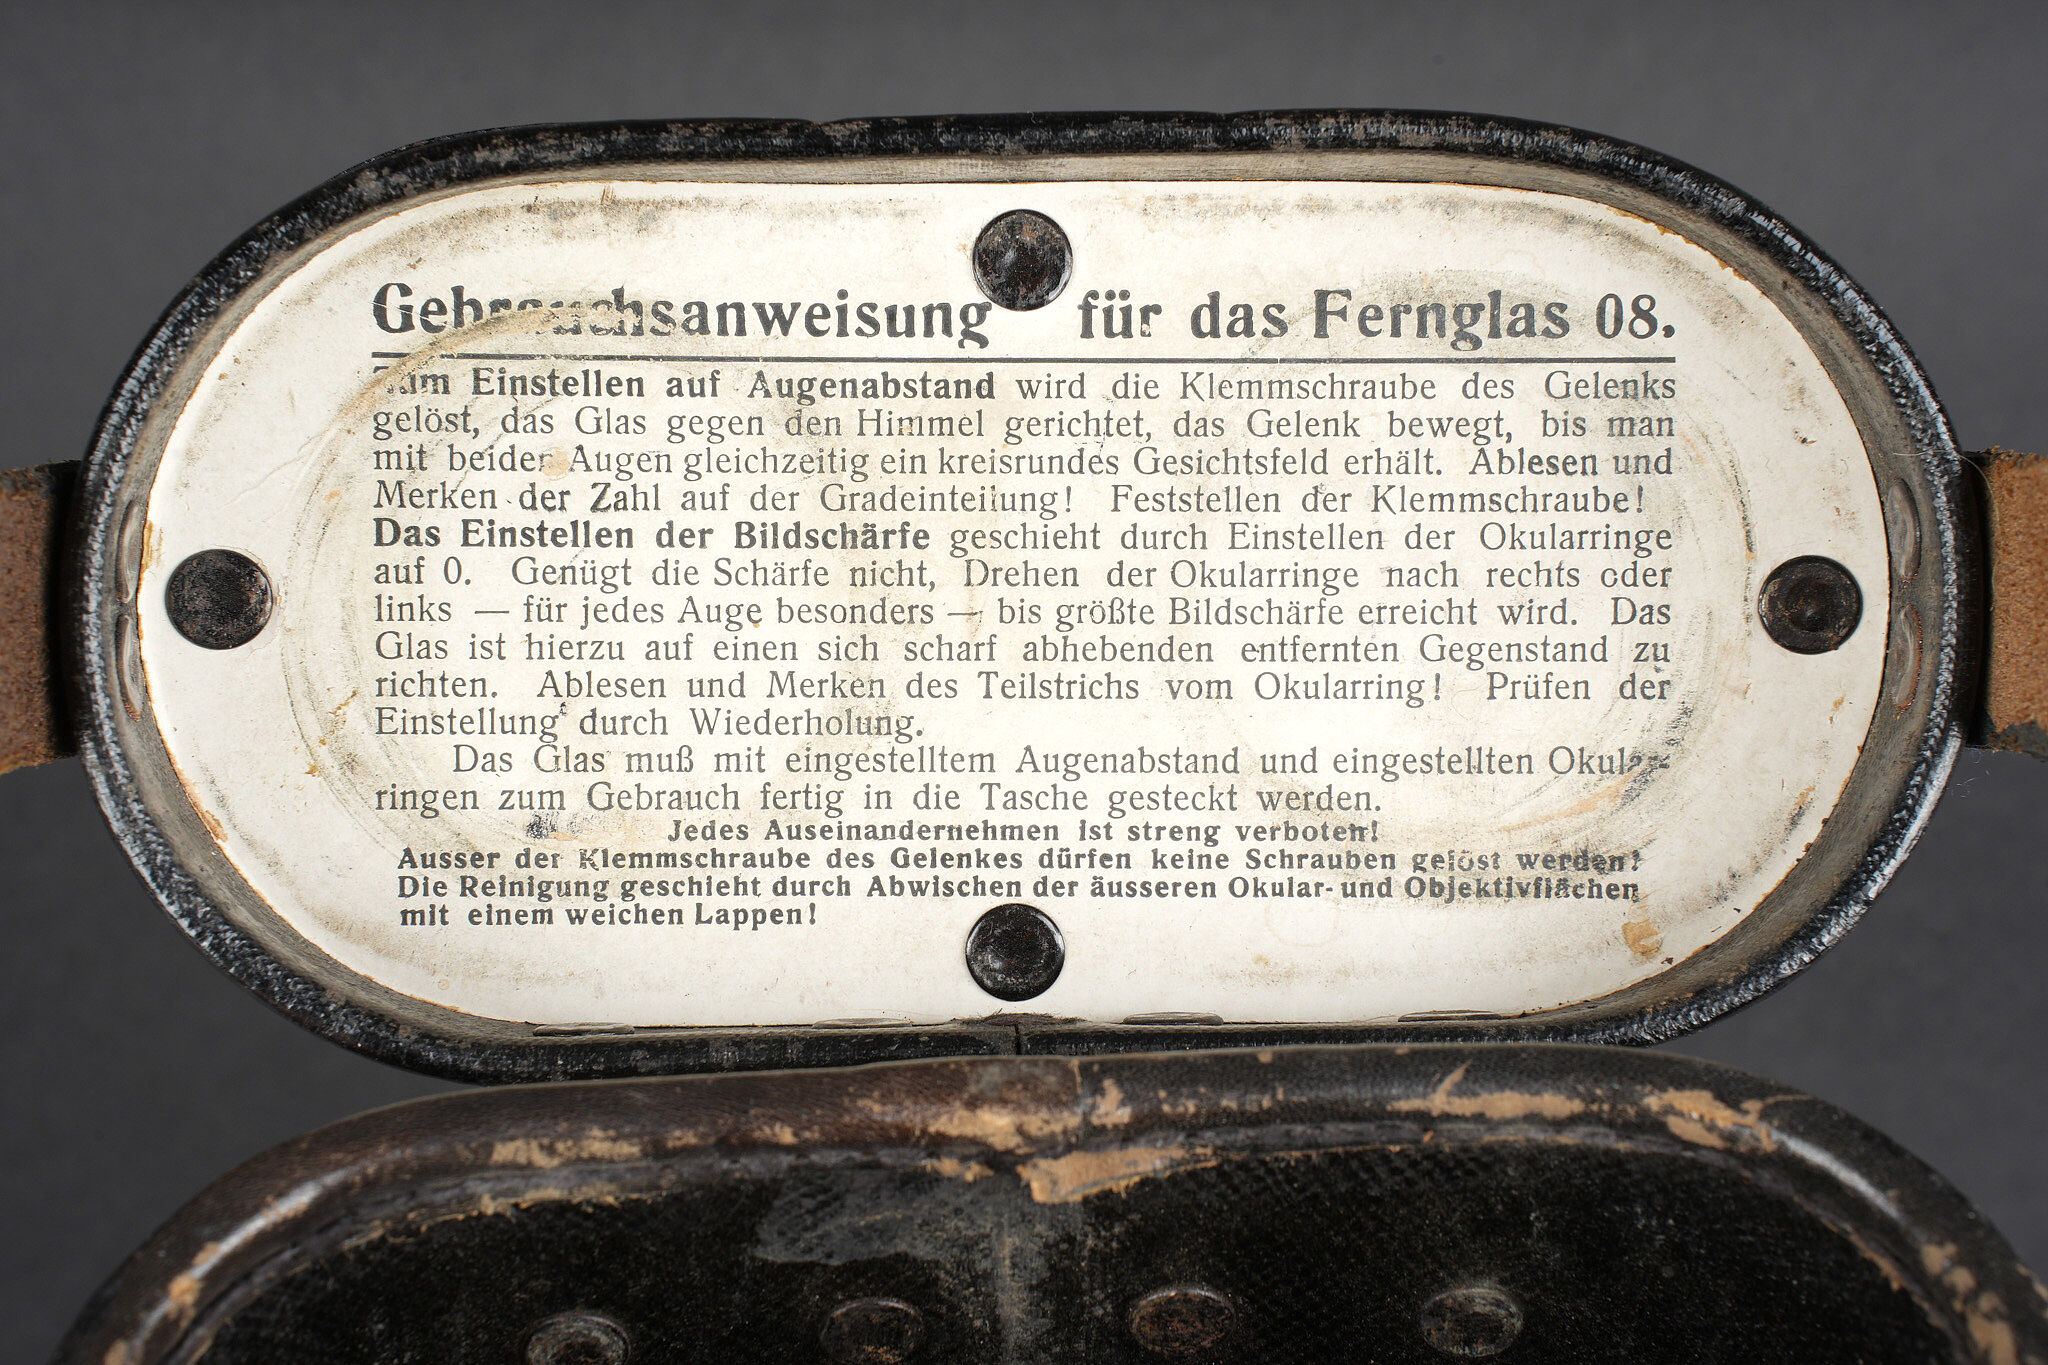 Gebrauchsanweisung für das Fernglas 08.
Zum Einstellen auf Augenabstand wird die Klemmschraube des Gelenks
gelöst, das Glas gegen den Himmel gerichtet, das Gelenk bewegt, bis man
mit beiden Augen gleichzeitig ein kreisrundes Gesichtsfeld erhält. Ablesen und
Merken der Zahl auf der Gradeinteilung! Feststellen der Klemmschraube!
Das Einstellen der Bildschärfe geschieht durch Einstellen der Okularringe
auf 0. Genügt die Schärfe nicht, Drehen der Okularringe nach rechts oder
links — für jedes Auge besonders — bis größte Bildschärfe erreicht wird. Das
Glas ist hierzu auf einen sich scharf abhebenden entfernten Gegenstand zu
richten. Ablesen und Merken des Teilstrichs vom Okularring! Prüfen der
Einstellung durch Wiederholung.
Das Glas muß mit eingestelltem Augenabstand und eingestellten Okular-
ringen zum Gebrauch fertig in die Tasche gesteckt werden.
Jedes Auseinandernehmen ist streng verboten!
Ausser der Klemmschraube des Gelenkes dürfen keine Schrauben gelöst werden!
Die Reinigung geschieht durch Abwischen der äusseren Okular- und Objektivflächen
mit einem weichen Lappen!